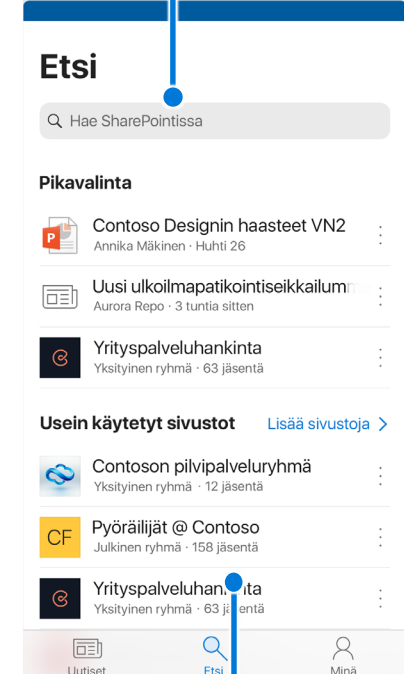 Etsi
Hae SharePointissa
Pikavalinta
Contoso Designin haasteet VN2
Annika Mäkinen · Huhti 26
Uusi ulkoilmapatikointiseikkailumm
Aurora Repo · 3 tuntia sitten
Yrityspalveluhankinta
Yksityinen ryhmä · 63 jäsentä
Usein käytetyt sivustot Lisää sivustoja >
Contoson pilvipalveluryhmä
Yksityinen ryhmä · 12 jäsentä
CF Pyöräilijät @ Contoso
Julkinen ryhmä · 158 jäsentä
Yrityspalveluhankinta
Yksityinen ryhmä · 63 jäsentä
Uutiset Etsi Minä